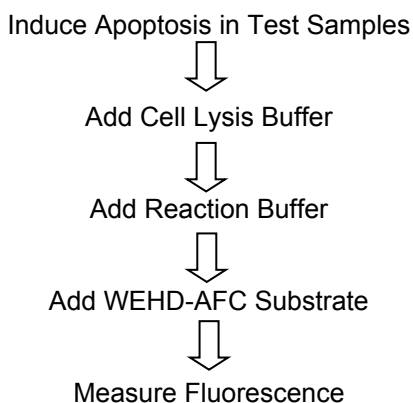 Induce Apoptosis in Test Samples
Add Cell Lysis Buffer
Add Reaction Buffer
Add WEHD-AFC Substrate
Measure Fluorescence